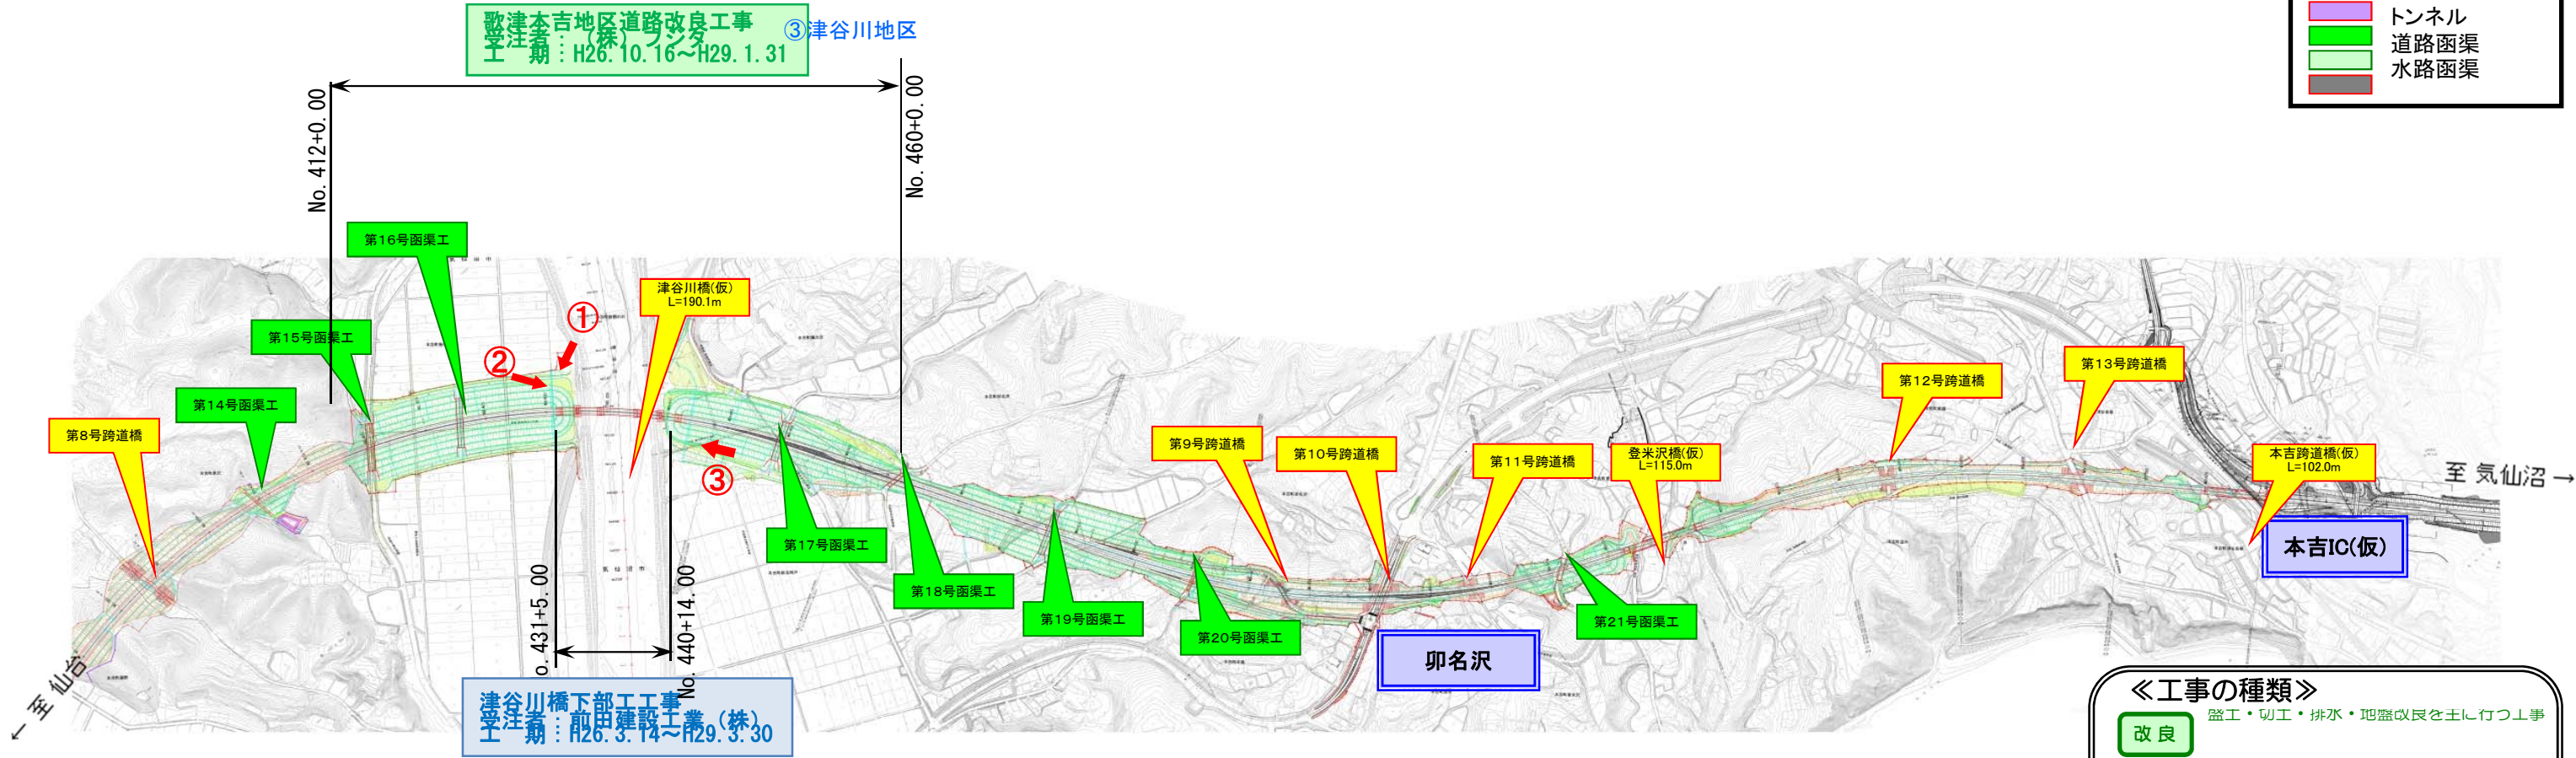 歌津本吉地区道路改良工事
受注者：（株）フジタ
工　期：H26.10.16～H29.1.31
③津谷川地区
トンネル
道路函渠
水路函渠
No. 412+0. 00
No. 460+0. 00
第16号函渠工
津谷川橋(仮)
L=190.1m
①
第15号函渠工
②
第14号函渠工
第8号跨道橋
③
第17号函渠工
第18号函渠工
第19号函渠工
第20号函渠工
第9号跨道橋
第10号跨道橋
第11号跨道橋
登米沢橋(仮)
L=115.0m
第21号函渠工
第12号跨道橋
第13号跨道橋
本吉跨道橋(仮)
L=102.0m
至 気仙沼 →
本吉IC(仮)
卯名沢
← 至 仙台
o. 431+5. 00
No. 440+14. 00
津谷川橋下部工工事
受注者：前田建設工業（株）
工　期：H26.3.14～H29.3.30
≪工事の種類≫
盛土・切土・排水・地盤改良を主に行う工事
改 良